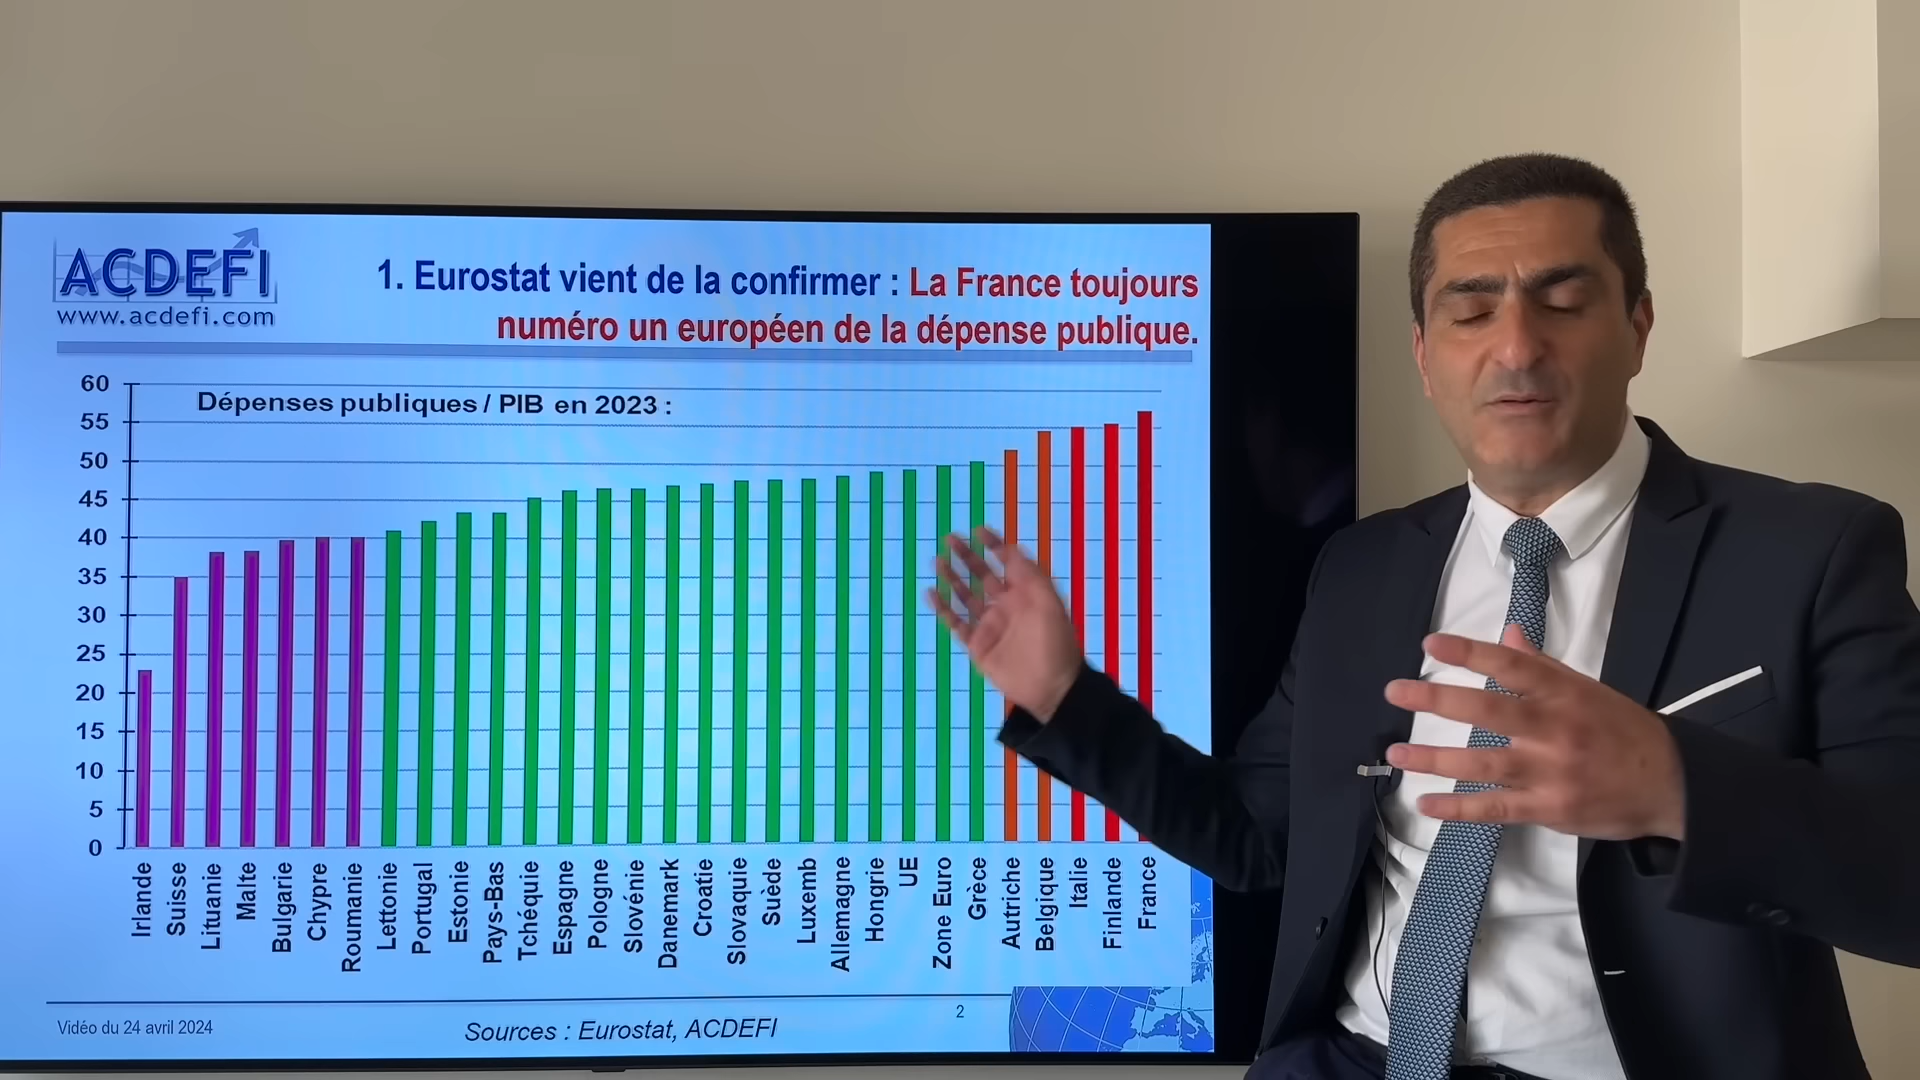 ACDEFI
www.acdefi.com
1. Eurostat vient de la confirmer : La France toujours
numéro un européen de la dépense publique.
Dépenses publiques / PIB en 2023 :
60
55
50
45
40
35
30
25
20
15
10
5
0
Irlande
Suisse
Lituanie
Malte
Bulgarie
Chypre
Roumanie
Lettonie
Portugal
Estonie
Pays-Bas
Tchéquie
Espagne
Pologne
Slovénie
Danemark
Croatie
Slovaquie
Suède
Luxemb
Allemagne
Hongrie
UE
Zone Euro
Grèce
Autriche
Belgique
Italie
Finlande
France
Vidéo du 24 avril 2024
Sources : Eurostat, ACDEFI
2